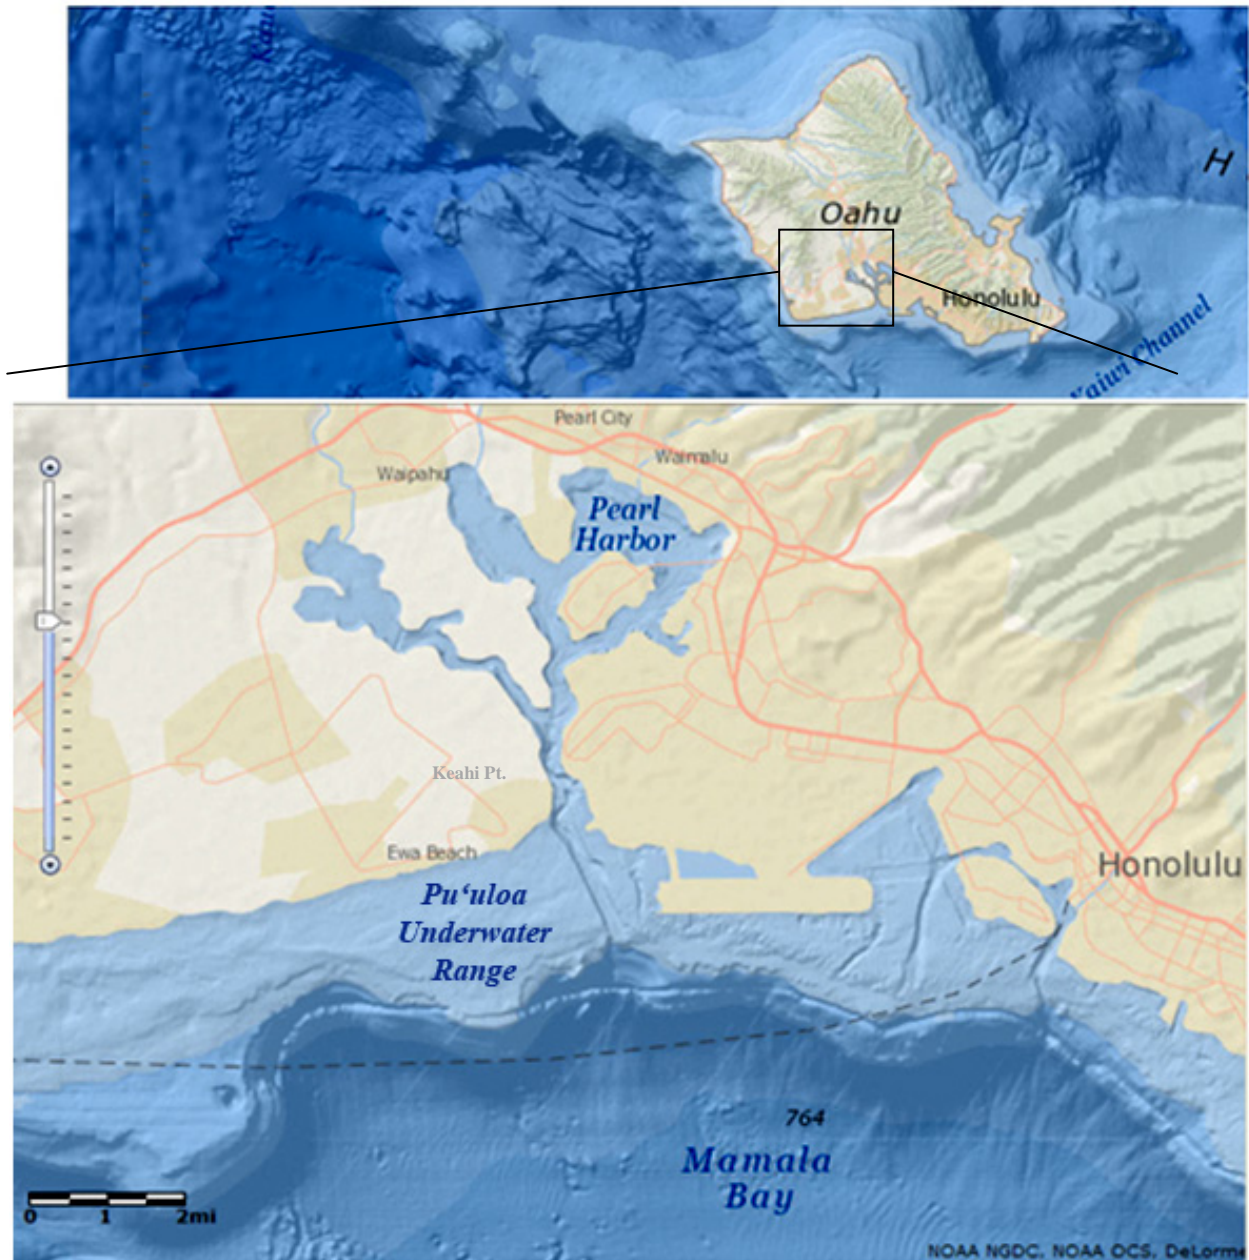 H
Oahu
Honolulu
Kaiwi Channel
Pearl City
Waimalu
Waipahu
Pearl
Harbor
Keahi Pt.
Ewa Beach
Honolulu
Pu‘uloa
Underwater
Range
764
Mamala
Bay
0 1 2mi
NOAA NGDC, NOAA OCS, DeLorm